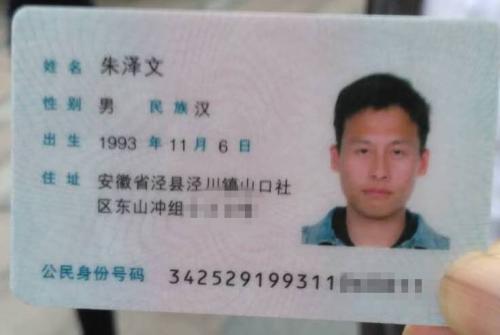 姓名 朱泽文
性别 男 民族 汉
出生 1993 年 11 月 6 日
住址 安徽省泾县泾川镇山口社
区东山冲组
公民身份号码 342529199311